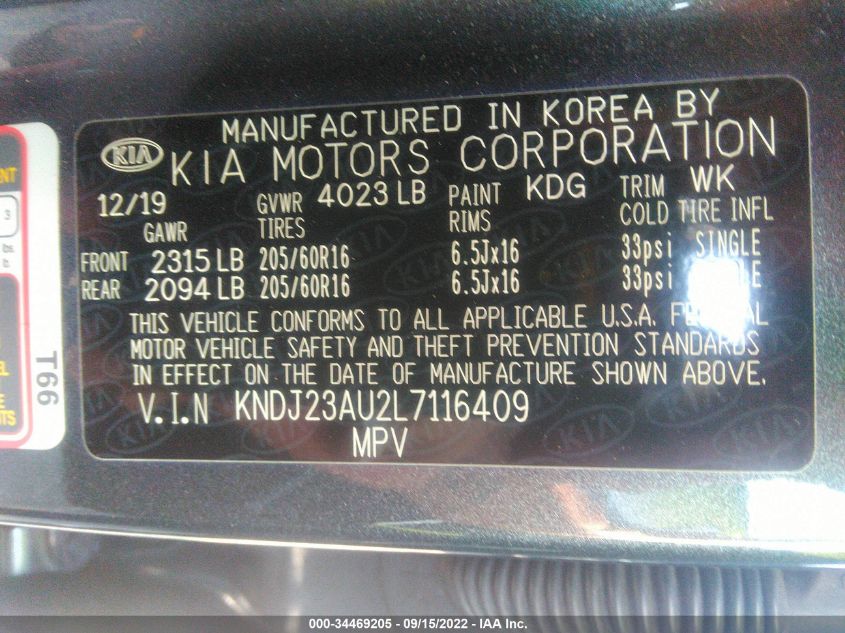 MANUFACTURED IN KOREA BY
KIA KIA MOTORS CORPORATION
12/19 GVWR 4023 LB PAINT KDG TRIM WK
GAWR TIRES RIMS COLD TIRE INFL
FRONT 2315 LB 205/60R16 6.5Jx16 33psi SINGLE
REAR 2094 LB 205/60R16 6.5Jx16 33psi
THIS VEHICLE CONFORMS TO ALL APPLICABLE U.S.A. FEDERAL
MOTOR VEHICLE SAFETY AND THEFT PREVENTION STANDARDS
IN EFFECT ON THE DATE OF MANUFACTURE SHOWN ABOVE.
V.I.N KNDJ23AU2L7116409
MPV
T66
3
lbs
000-34469205 - 09/15/2022 - IAA Inc.